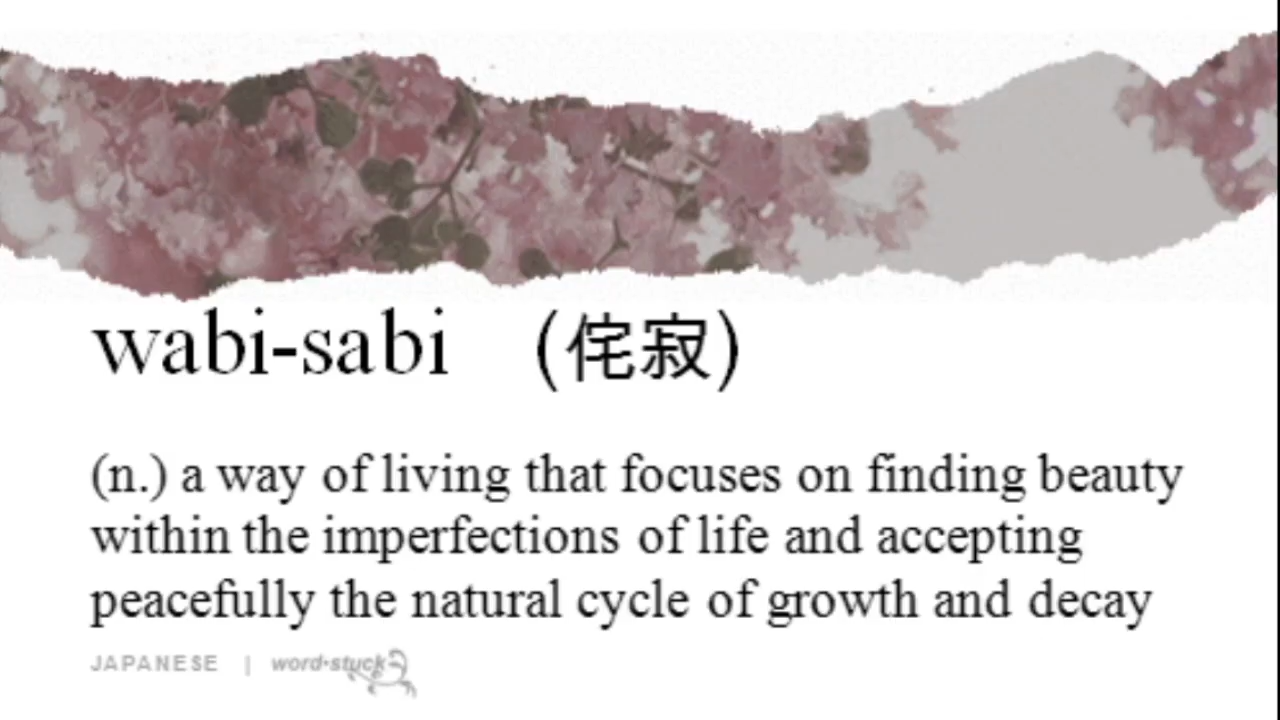 wabi-sabi (侘寂)
(n.) a way of living that focuses on finding beauty
within the imperfections of life and accepting
peacefully the natural cycle of growth and decay
JAPANESE | word·stuck